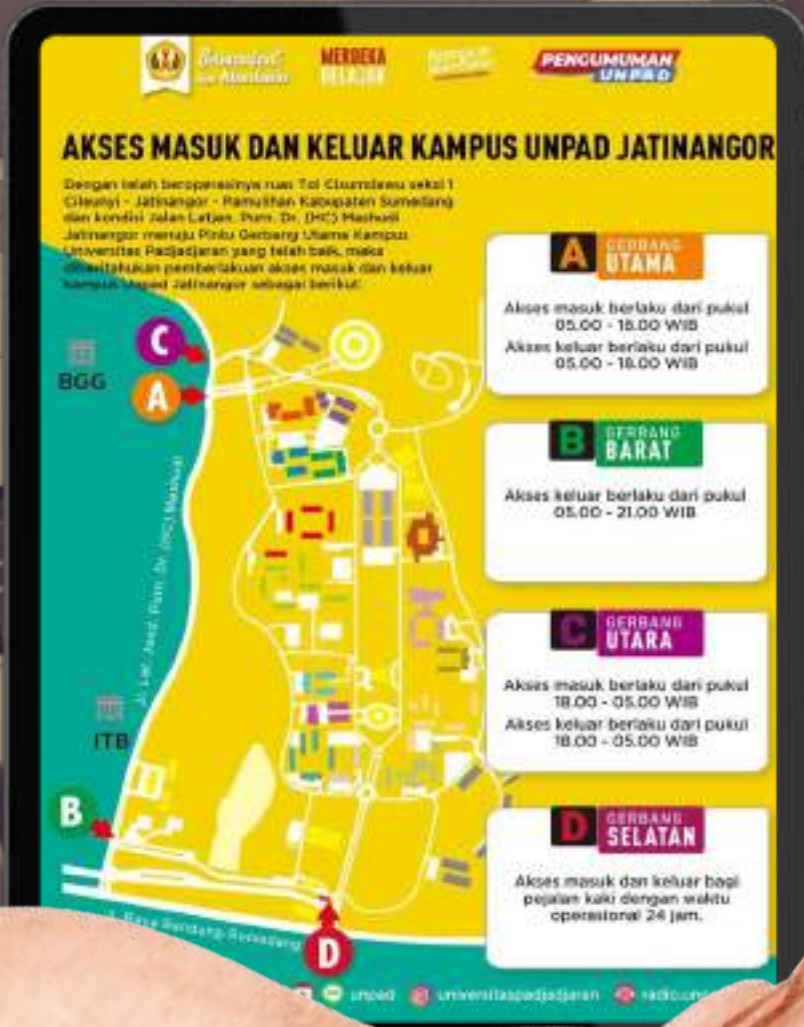 MERDEKA
BELAJAR
PENGUMUMAN
UNPAD
AKSES MASUK DAN KELUAR KAMPUS UNPAD JATINANGOR
Dengan telah beroperasinya ruas Tol Cisumdawu seksi 1
Cileunyi - Jatinangor - Pamulihan Kabupaten Sumedang
dan kondisi Jalan Letjen. Purn. Dr. (HC) Mashudi
Jatinangor menuju Pintu Gerbang Utama Kampus
Universitas Padjadjaran yang telah baik, maka
diberitahukan pemberlakuan akses masuk dan keluar
kampus Unpad Jatinangor sebagai berikut:
A GERBANG
UTAMA
Akses masuk berlaku dari pukul
05.00 - 18.00 WIB
Akses keluar berlaku dari pukul
05.00 - 18.00 WIB
B GERBANG
BARAT
Akses keluar berlaku dari pukul
05.00 - 21.00 WIB
C GERBANG
UTARA
Akses masuk berlaku dari pukul
18.00 - 05.00 WIB
Akses keluar berlaku dari pukul
18.00 - 05.00 WIB
D GERBANG
SELATAN
Akses masuk dan keluar bagi
pejalan kaki dengan waktu
operasional 24 jam.
C
BGG
A
(HC) Mashudi
ITB
B
Raya Bandung-Sumedang
D
unpad universitaspadjadjaran